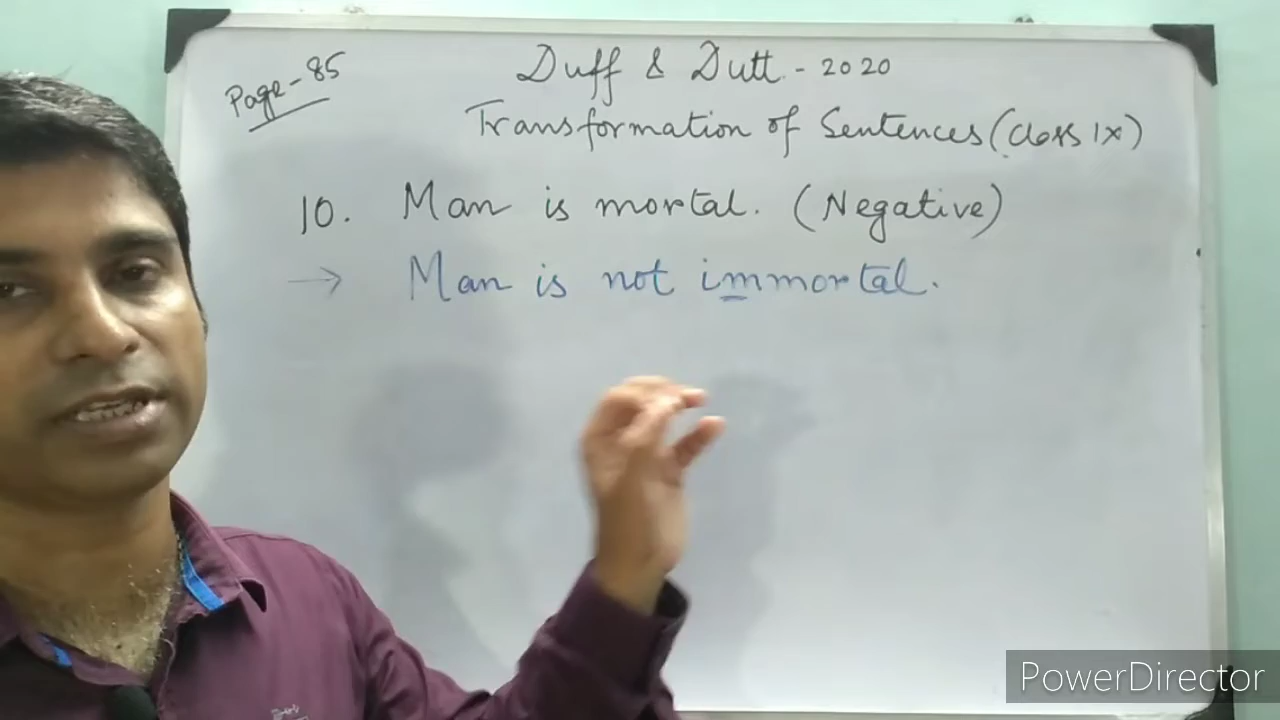 Page-85
Duff & Dutt - 2020
Transformation of Sentences (Class IX)
10. Man is mortal. (Negative)
→ Man is not immortal.
PowerDirector